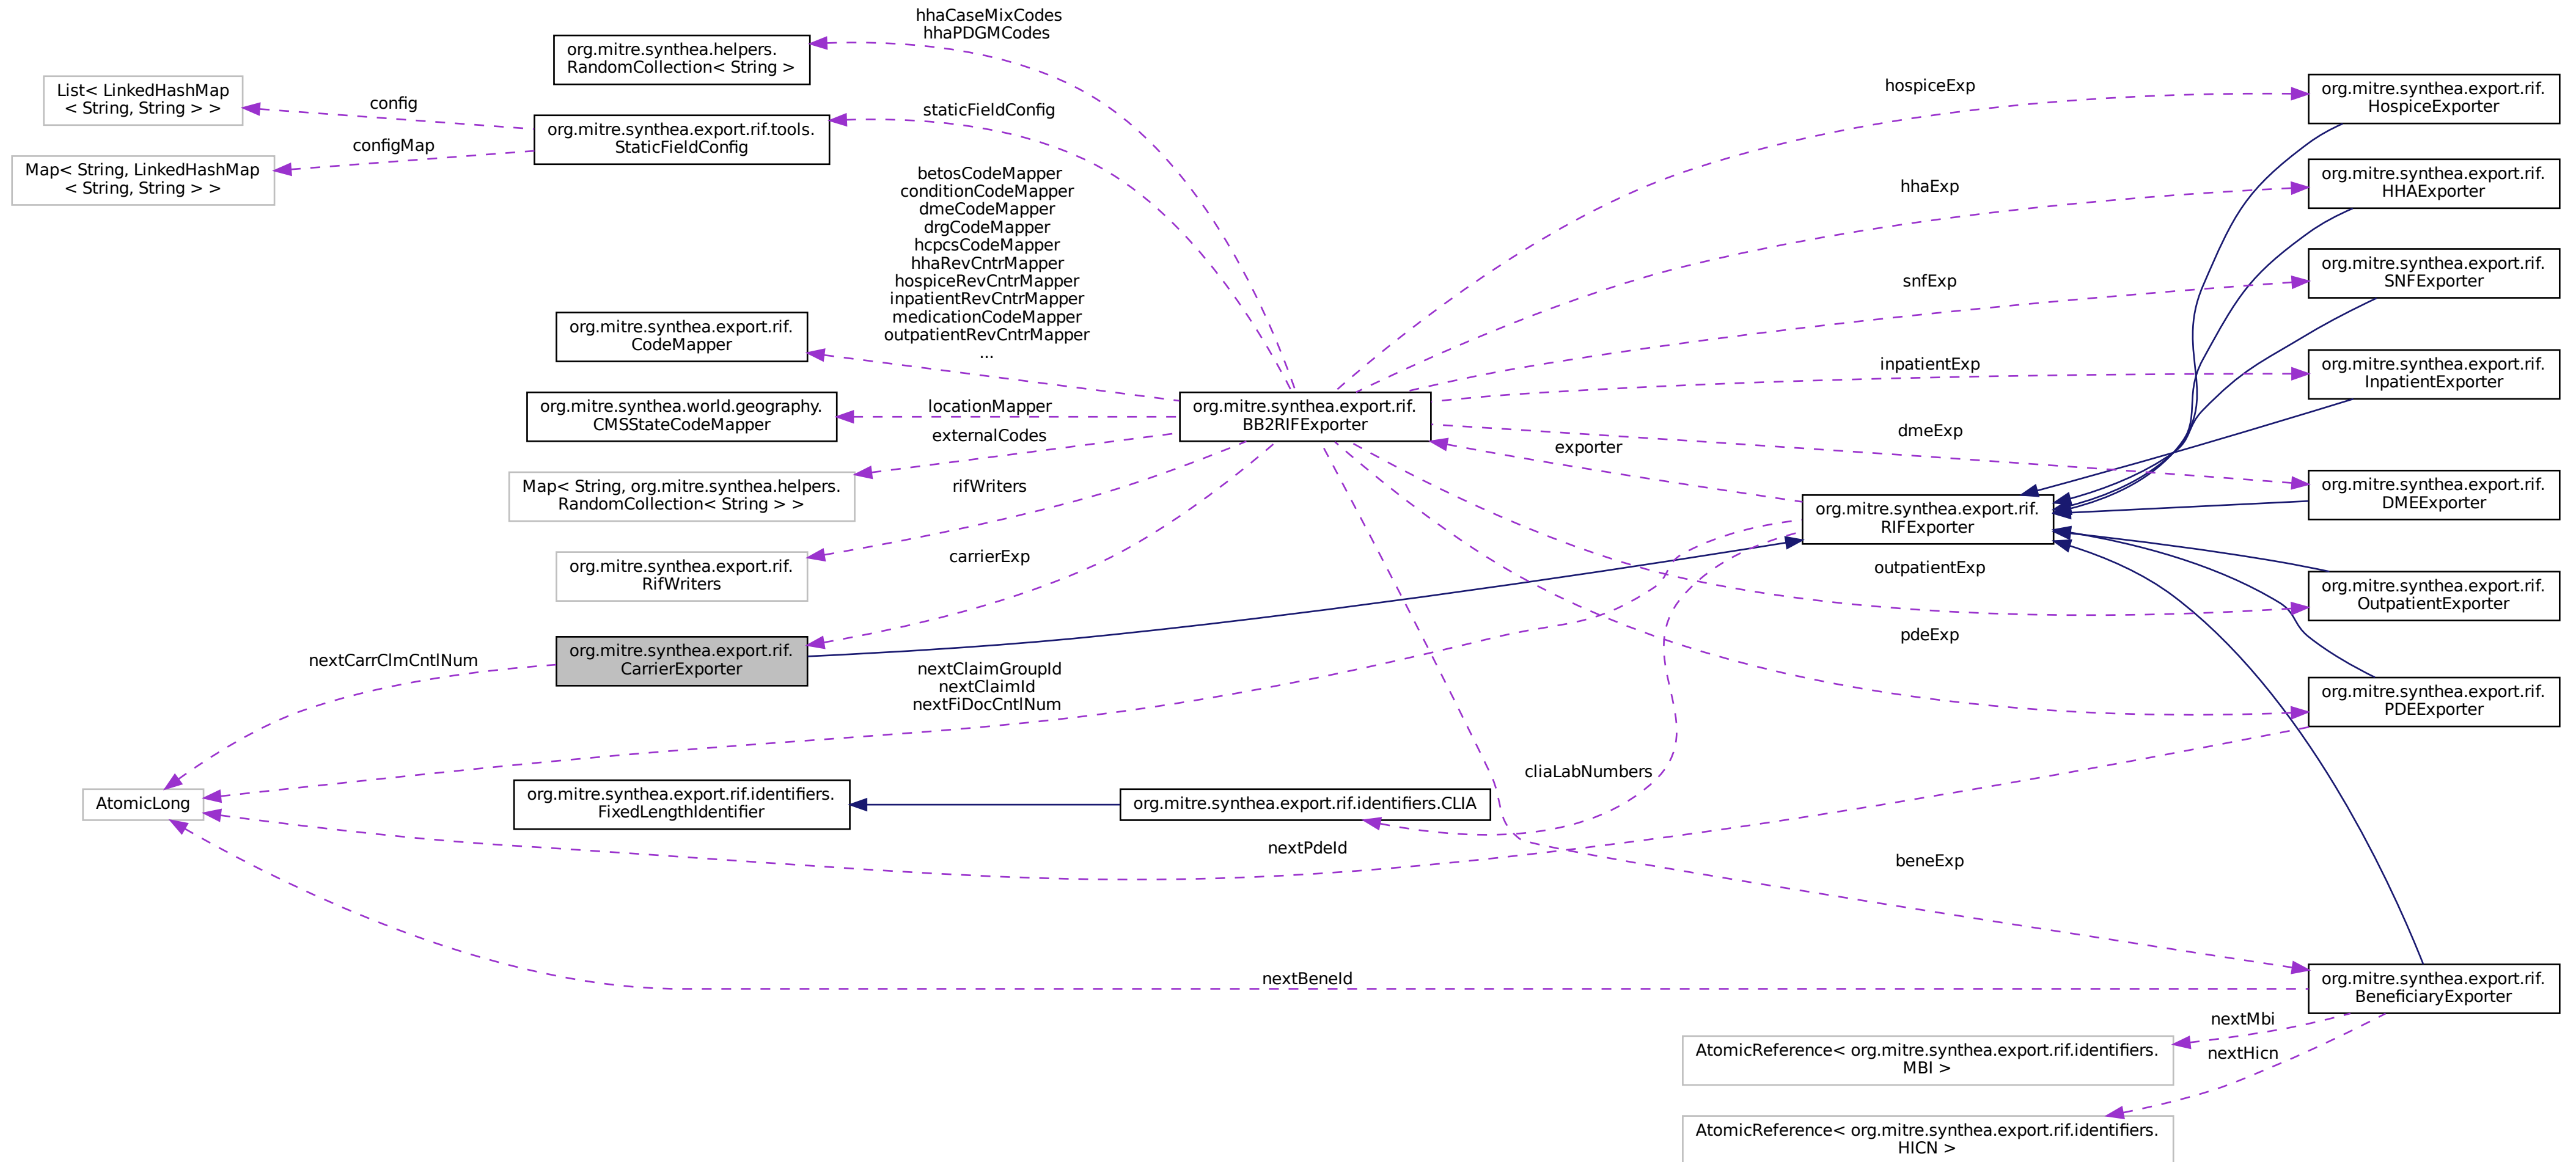 hhaCaseMixCodes
hhaPDGMCodes
org.mitre.synthea.helpers.
RandomCollection< String >
List< LinkedHashMap
< String, String > >
config
staticFieldConfig
org.mitre.synthea.export.rif.tools.
StaticFieldConfig
configMap
Map< String, LinkedHashMap
< String, String > >
betosCodeMapper
conditionCodeMapper
dmeCodeMapper
drgCodeMapper
hcpcsCodeMapper
hhaRevCntrMapper
hospiceRevCntrMapper
inpatientRevCntrMapper
medicationCodeMapper
outpatientRevCntrMapper
...
org.mitre.synthea.export.rif.
CodeMapper
org.mitre.synthea.world.geography.
CMSStateCodeMapper
locationMapper
externalCodes
Map< String, org.mitre.synthea.helpers.
RandomCollection< String > >
rifWriters
org.mitre.synthea.export.rif.
RifWriters
carrierExp
org.mitre.synthea.export.rif.
CarrierExporter
nextCarrClmCntlNum
nextClaimGroupId
nextClaimId
nextFiDocCntlNum
AtomicLong
org.mitre.synthea.export.rif.identifiers.
FixedLengthIdentifier
org.mitre.synthea.export.rif.identifiers.CLIA
cliaLabNumbers
nextPdeId
nextBeneId
org.mitre.synthea.export.rif.
BB2RIFExporter
exporter
org.mitre.synthea.export.rif.
RIFExporter
hospiceExp
org.mitre.synthea.export.rif.
HospiceExporter
hhaExp
org.mitre.synthea.export.rif.
HHAExporter
snfExp
org.mitre.synthea.export.rif.
SNFExporter
inpatientExp
org.mitre.synthea.export.rif.
InpatientExporter
dmeExp
org.mitre.synthea.export.rif.
DMEExporter
outpatientExp
org.mitre.synthea.export.rif.
OutpatientExporter
pdeExp
org.mitre.synthea.export.rif.
PDEExporter
beneExp
org.mitre.synthea.export.rif.
BeneficiaryExporter
nextMbi
AtomicReference< org.mitre.synthea.export.rif.identifiers.
MBI >
nextHicn
AtomicReference< org.mitre.synthea.export.rif.identifiers.
HICN >